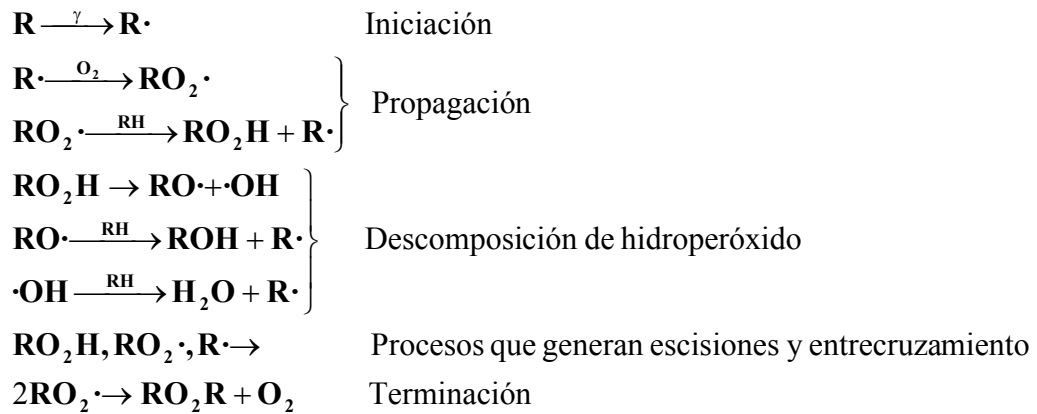 R —γ→ R· Iniciación
R· —O₂→ RO₂·
Propagación
RO₂· —RH→ RO₂H + R·
RO₂H → RO·+·OH
RO· —RH→ ROH + R· Descomposición de hidroperóxido
·OH —RH→ H₂O + R·
RO₂H, RO₂·, R·→ Procesos que generan escisiones y entrecruzamiento
2RO₂·→ RO₂R + O₂ Terminación